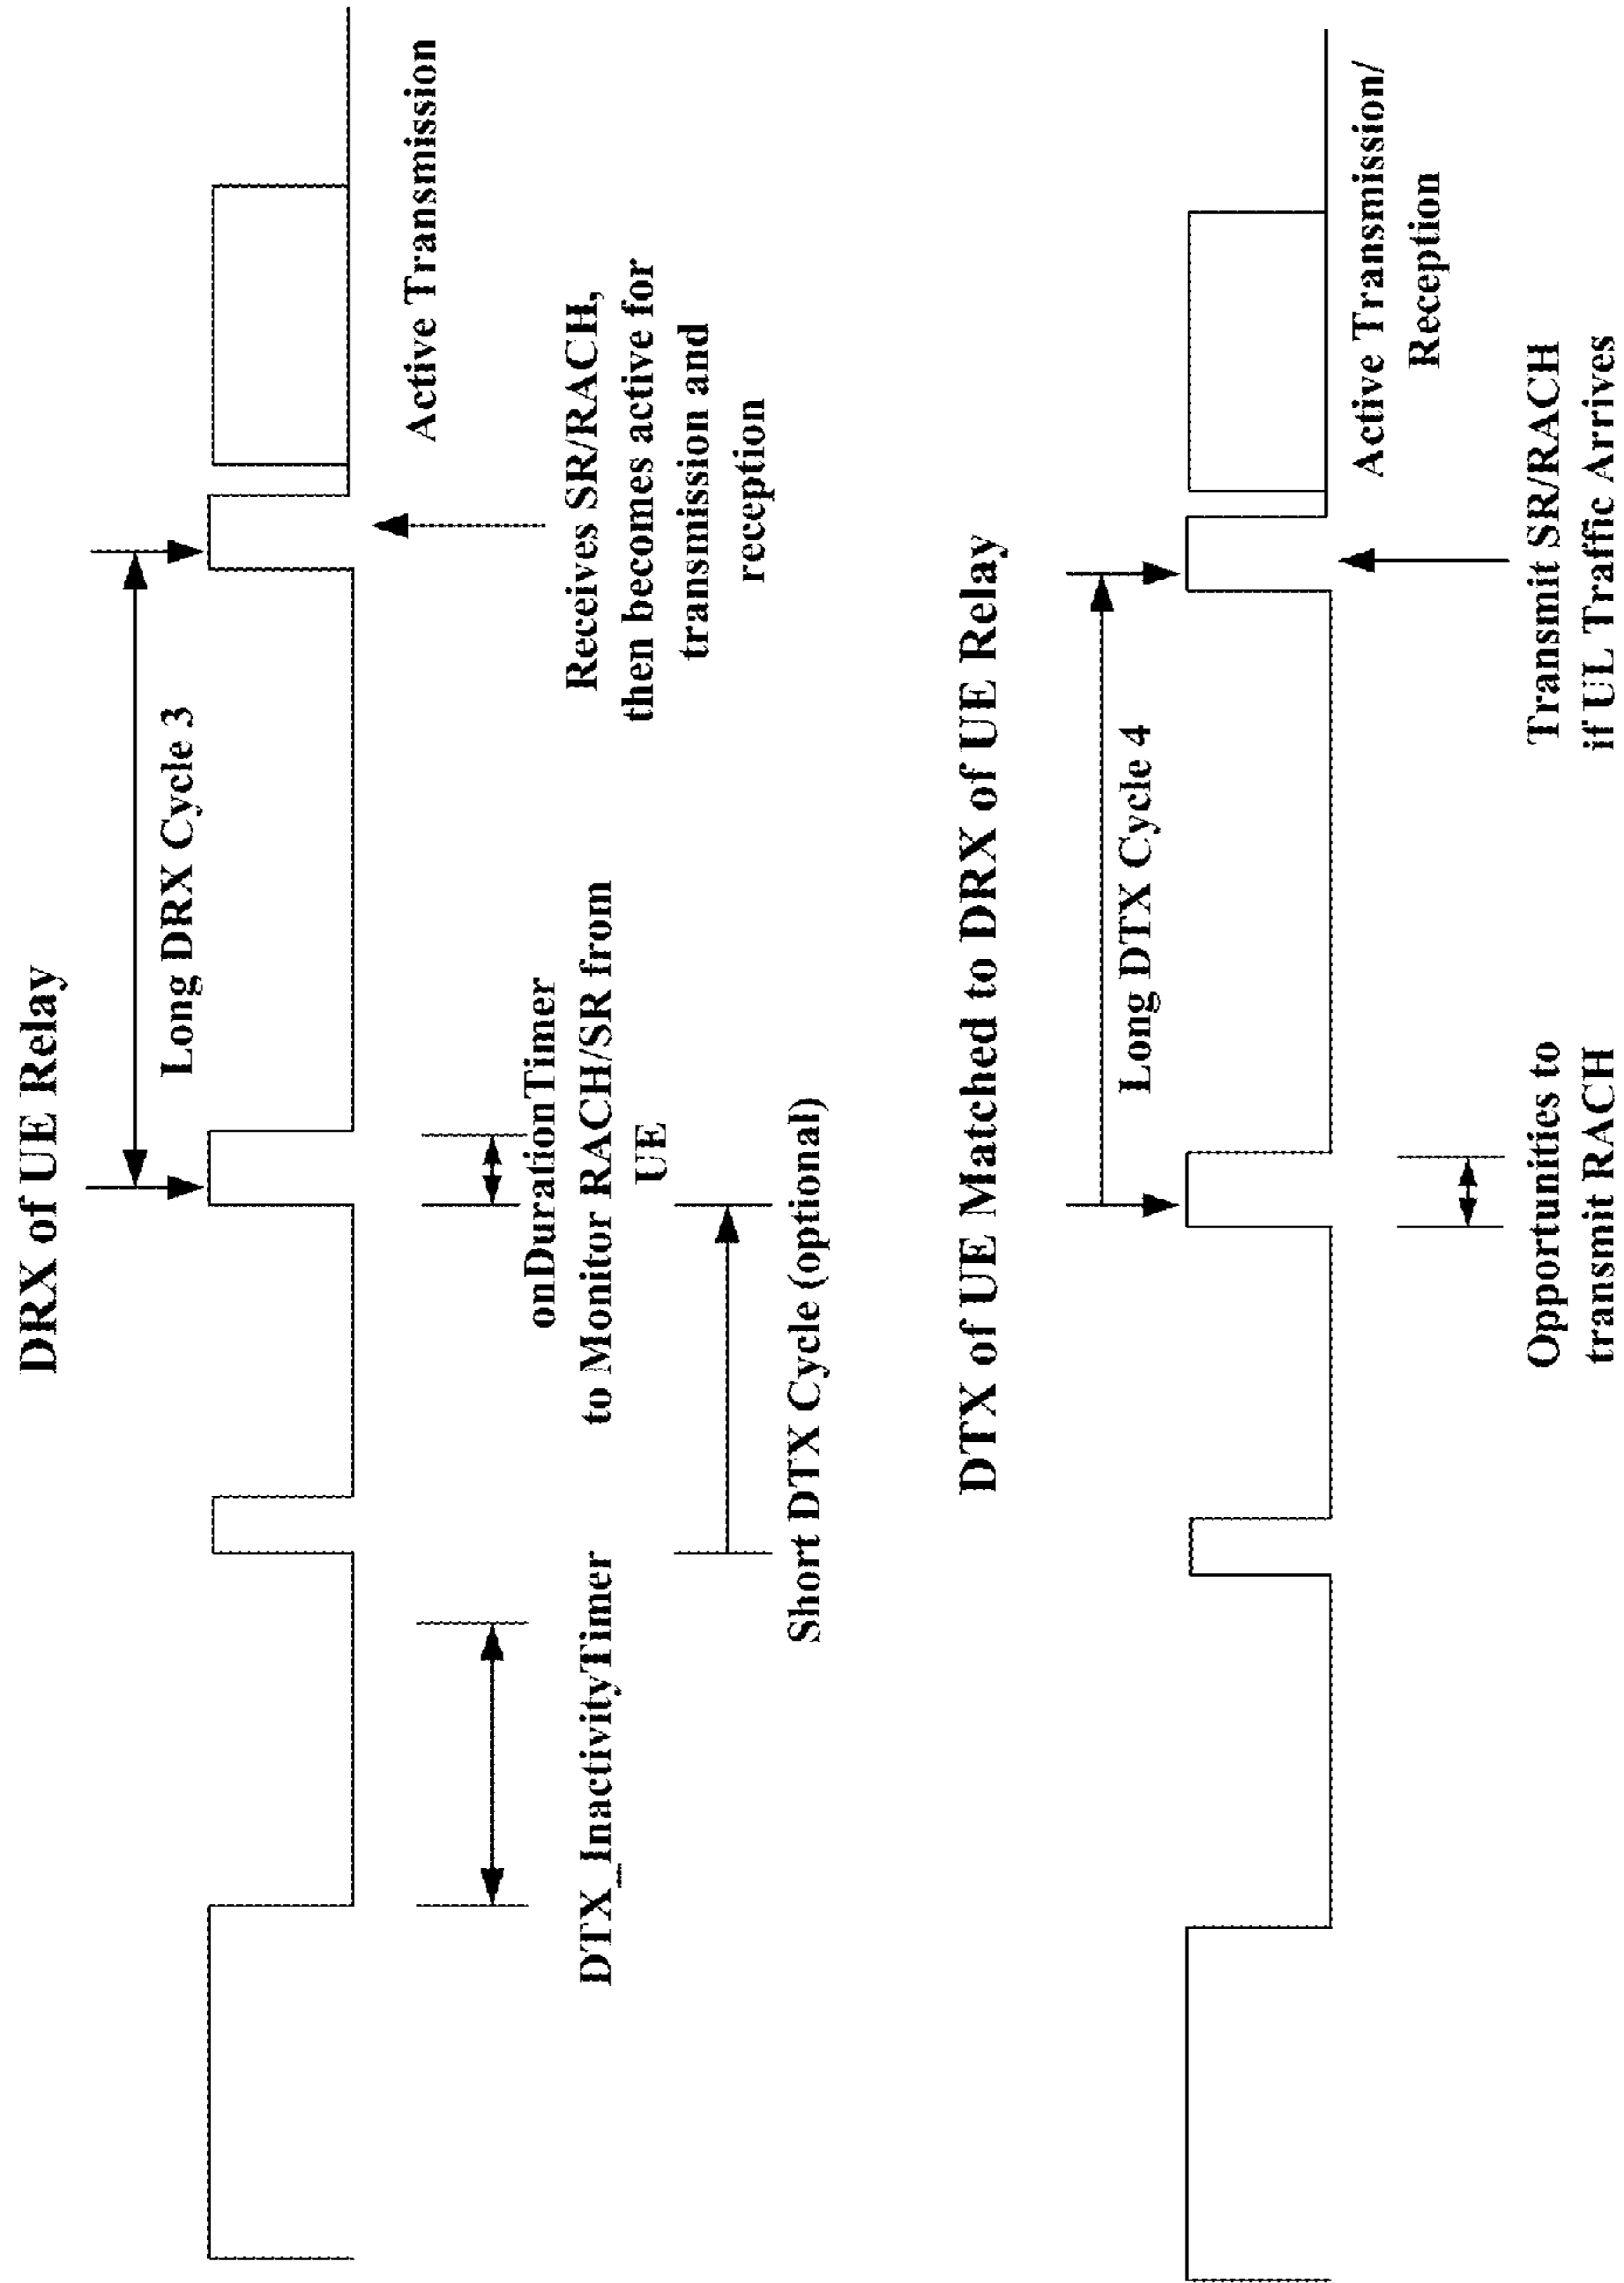 DRX of UE Relay
Long DRX Cycle 3
Active Transmission
onDurationTimer
to Monitor RACH/SR from
UE
DTX_InactivityTimer
Receives SR/RACH,
then becomes active for
transmission and
reception
Short DTX Cycle (optional)
DTX of UE Matched to DRX of UE Relay
Long DTX Cycle 4
Active Transmission/
Reception
Opportunities to
transmit RACH
Transmit SR/RACH
if UL Traffic Arrives